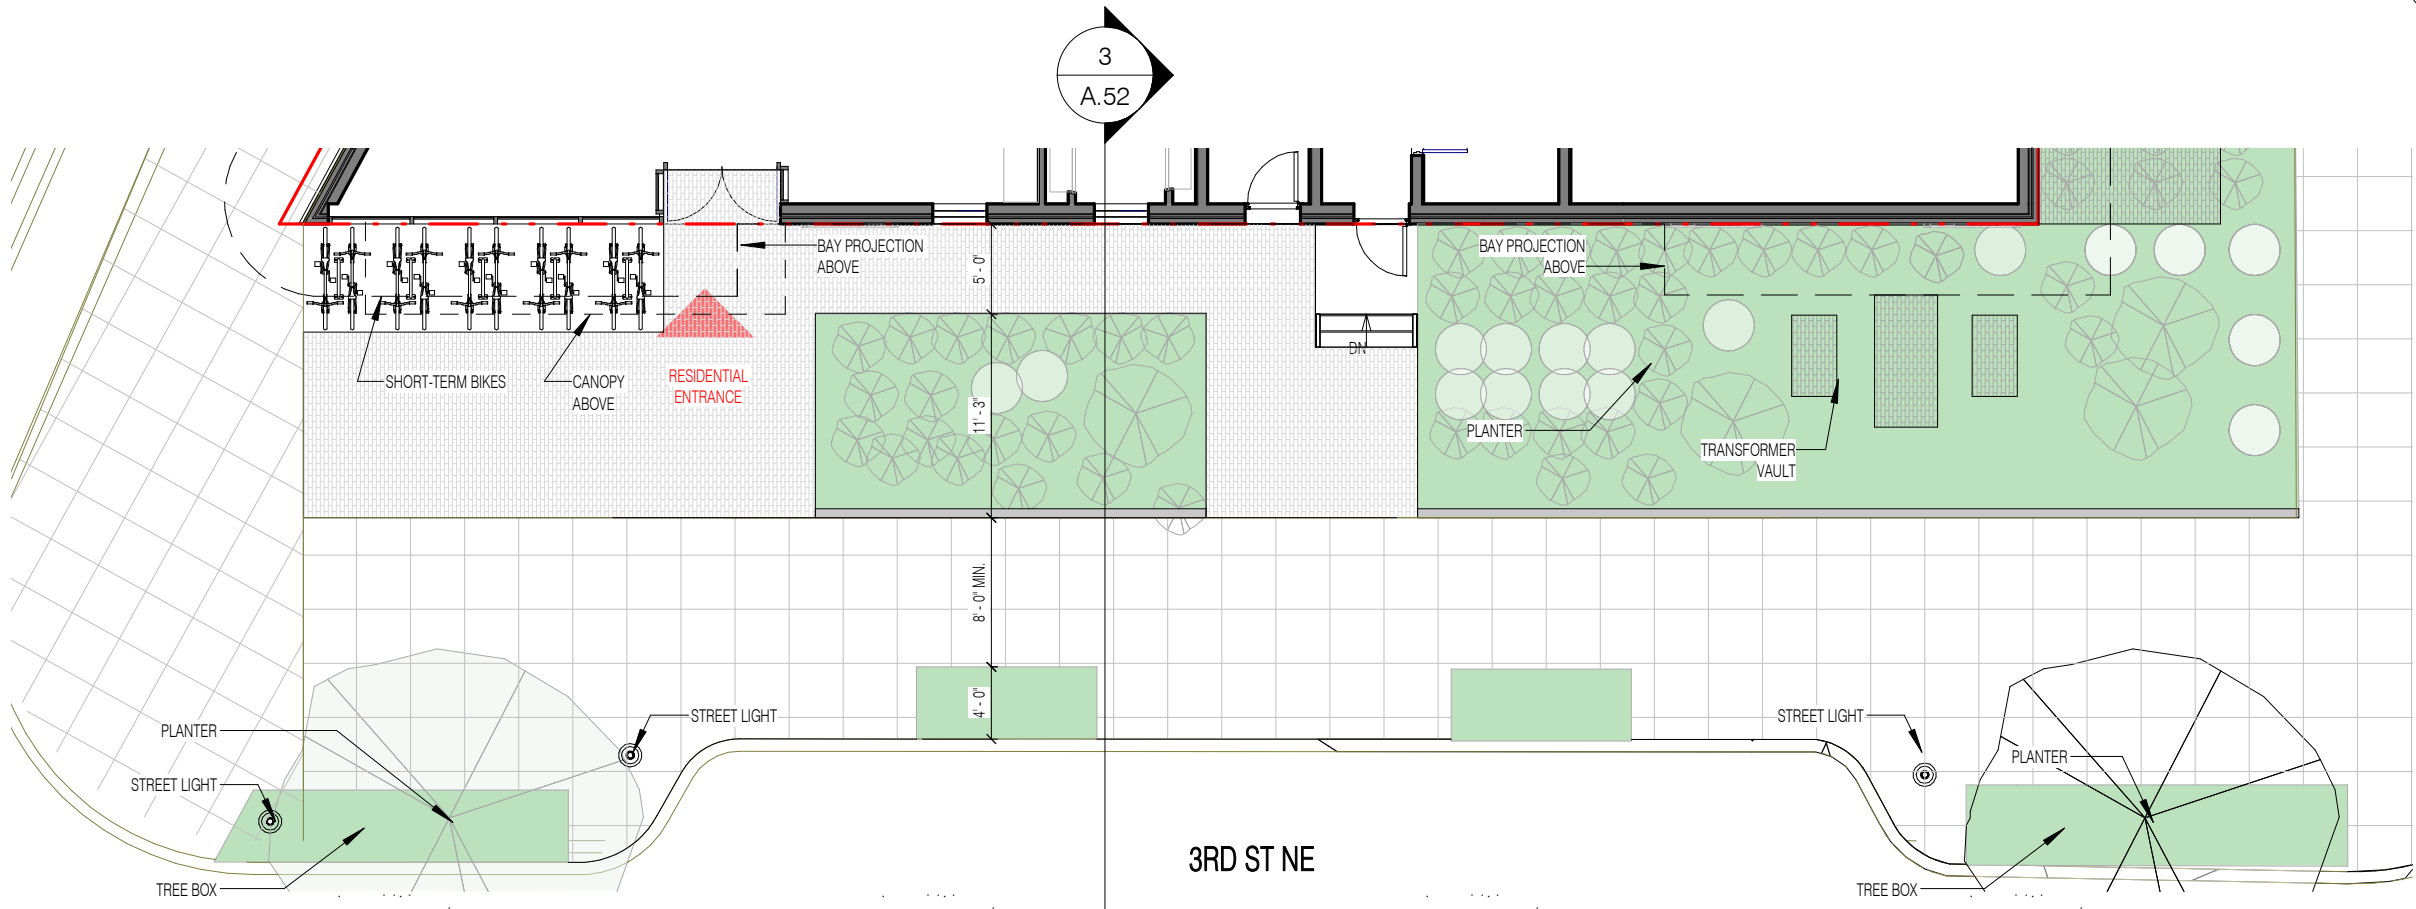 3
A.52
BAY PROJECTION
ABOVE
BAY PROJECTION
ABOVE
5' - 0"
SHORT-TERM BIKES
CANOPY
ABOVE
RESIDENTIAL
ENTRANCE
DN
11' - 3"
PLANTER
TRANSFORMER
VAULT
8' - 0" MIN.
4' - 0"
PLANTER
STREET LIGHT
STREET LIGHT
STREET LIGHT
PLANTER
TREE BOX
3RD ST NE
TREE BOX